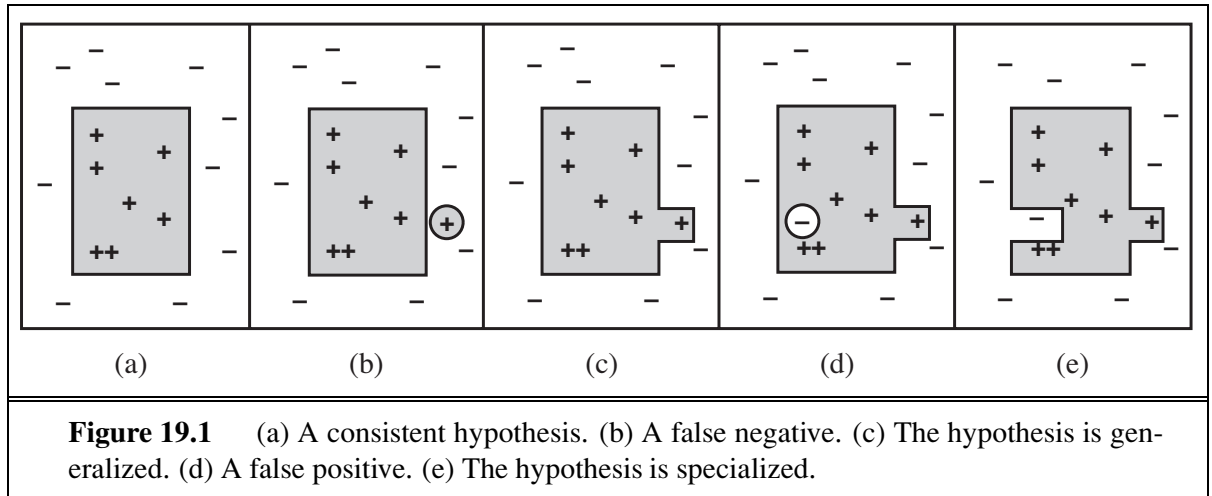 (a) (b) (c) (d) (e)
Figure 19.1 (a) A consistent hypothesis. (b) A false negative. (c) The hypothesis is gen-
eralized. (d) A false positive. (e) The hypothesis is specialized.